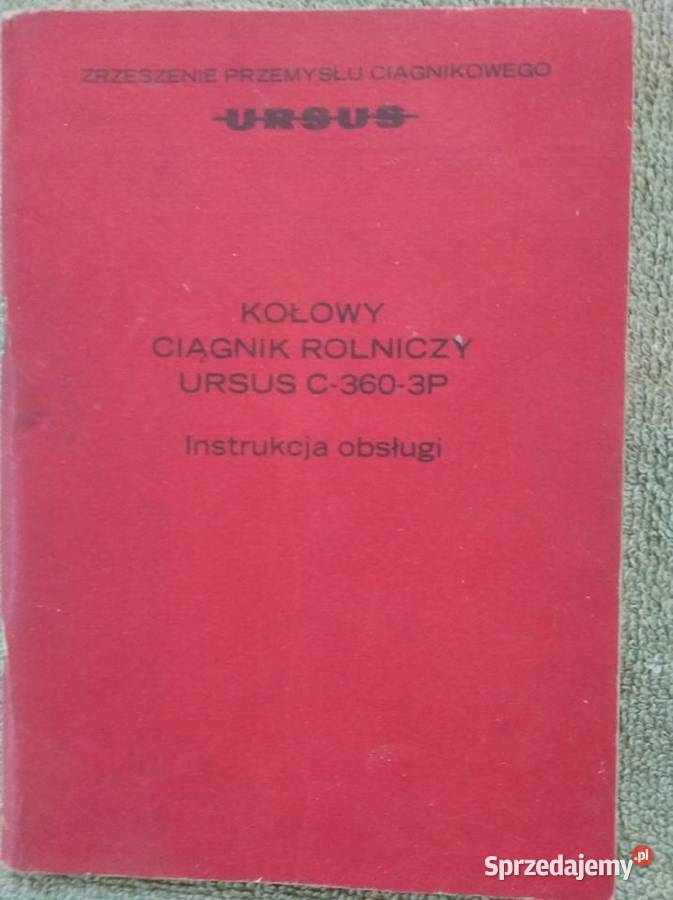 ZRZESZENIE PRZEMYSŁU CIĄGNIKOWEGO
URSUS
KOŁOWY
CIĄGNIK ROLNICZY
URSUS C-360-3P
Instrukcja obsługi
Sprzedajemy.pl